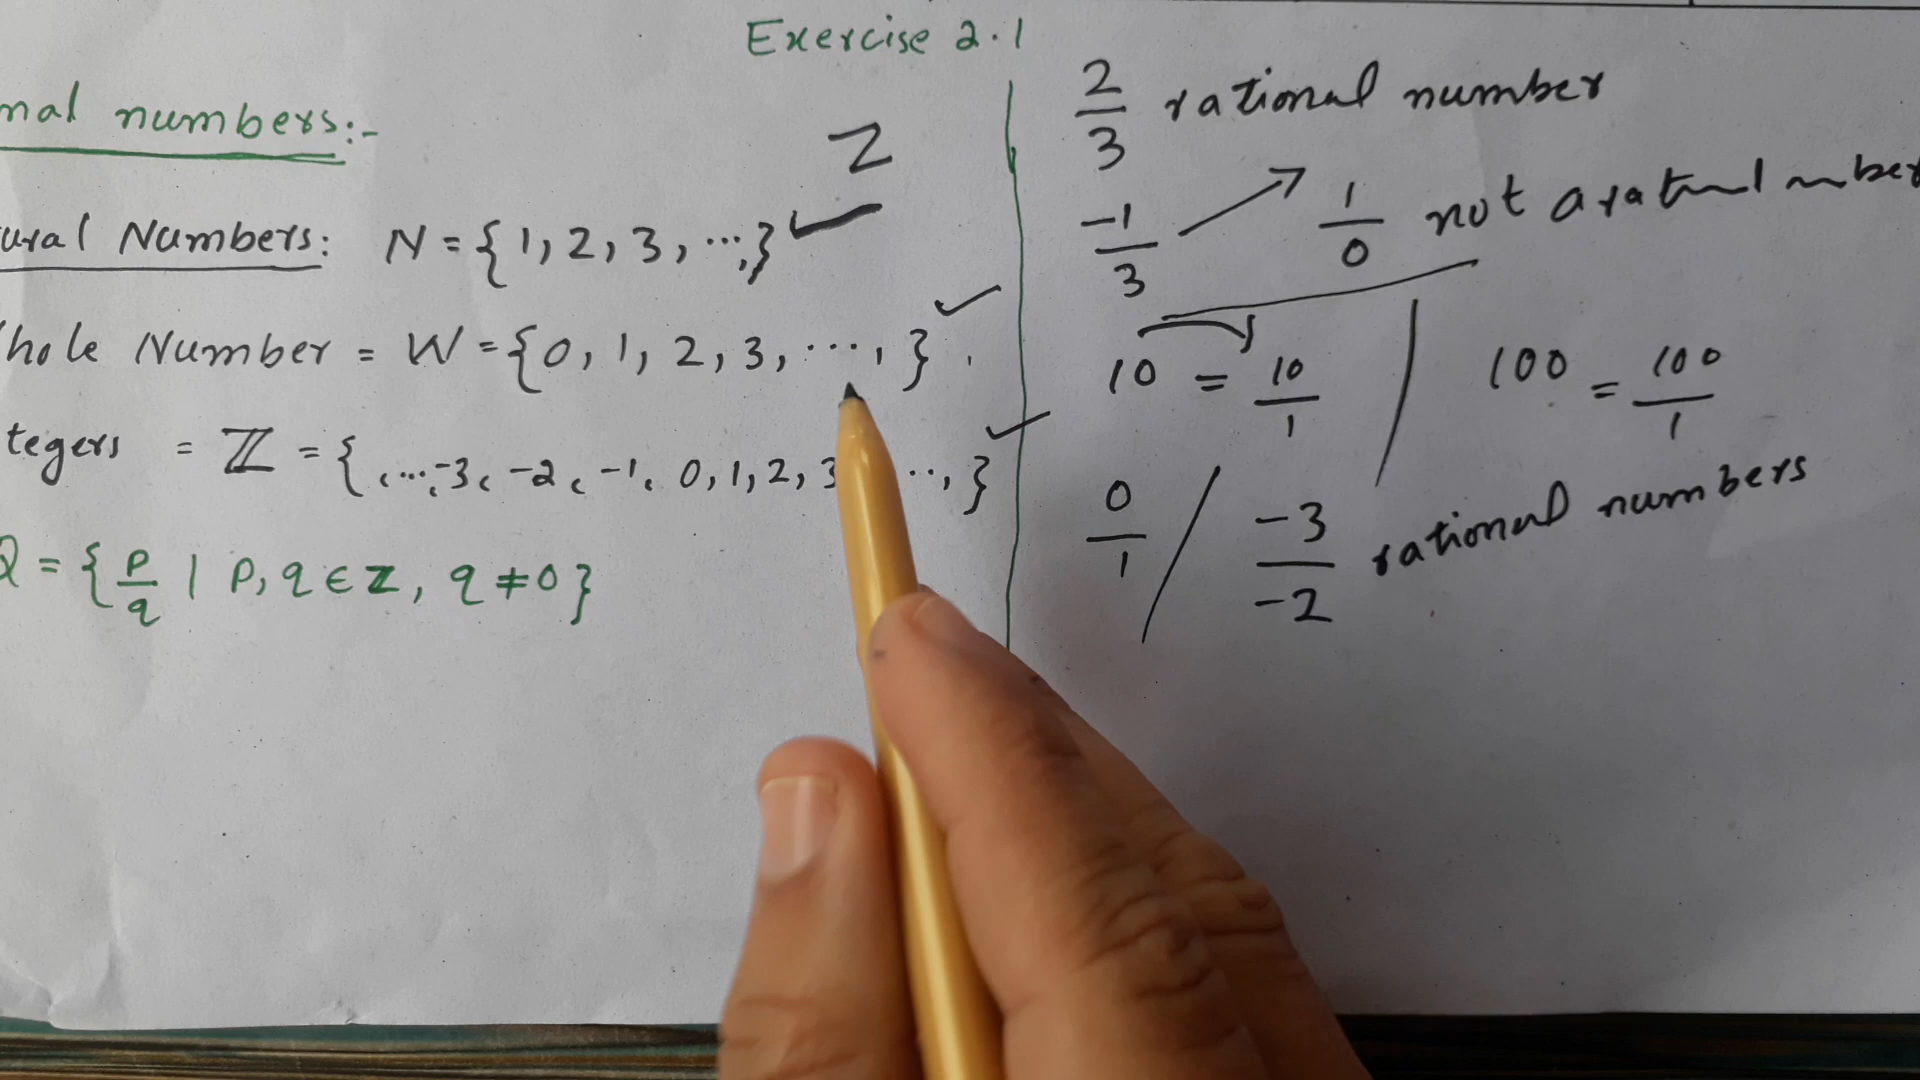 Exercise 2.1
nal numbers:-
Z
ural Numbers: N = {1, 2, 3, ...,}
hole Number = W = {0, 1, 2, 3, ..., }.
tegers = ℤ = {, ..., -3, -2, -1, 0, 1, 2, 3 .., }
Q = { p/q | p, q ∈ Z, q ≠ 0}
2/3 rational number
-1/3
1/0 not a
10 = 10/1 / 100 = 100/1
0/1 / -3/-2 rational numbers